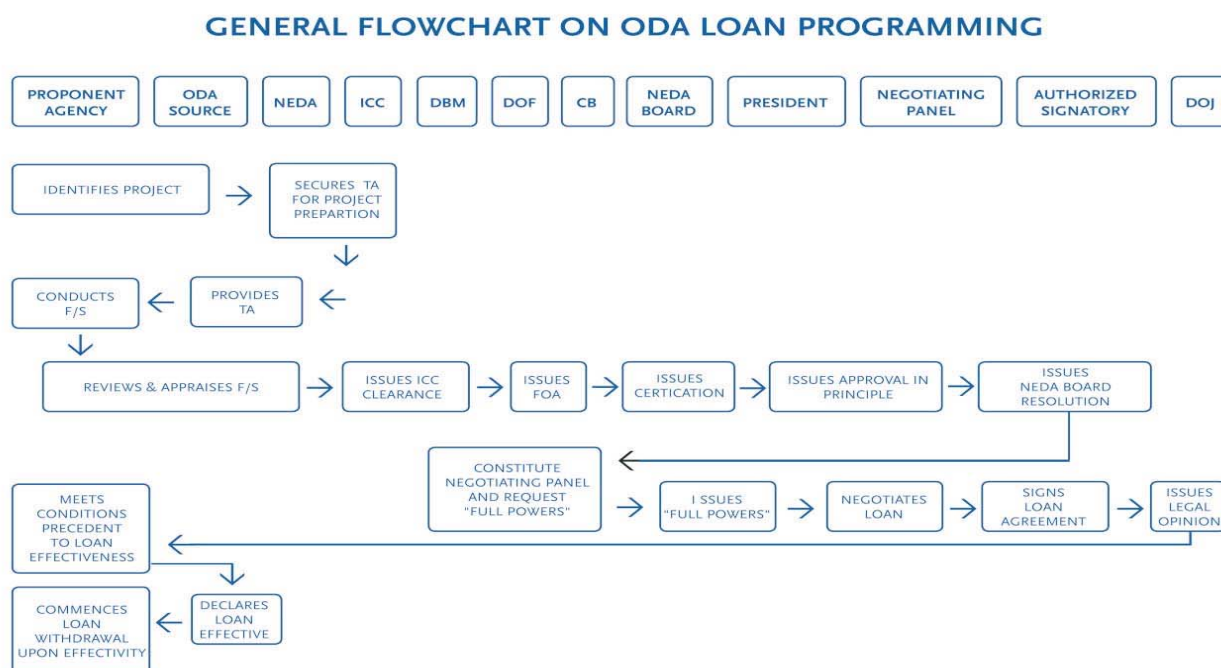 GENERAL FLOWCHART ON ODA LOAN PROGRAMMING
PROPONENT
AGENCY
ODA
SOURCE
NEDA
ICC
DBM
DOF
CB
NEDA
BOARD
PRESIDENT
NEGOTIATING
PANEL
AUTHORIZED
SIGNATORY
DOJ
IDENTIFIES PROJECT
SECURES TA
FOR PROJECT
PREPARTION
CONDUCTS
F/S
PROVIDES
TA
REVIEWS & APPRAISES F/S
ISSUES ICC
CLEARANCE
ISSUES
FOA
ISSUES
CERTICATION
ISSUES APPROVAL IN
PRINCIPLE
ISSUES
NEDA BOARD
RESOLUTION
CONSTITUTE
NEGOTIATING PANEL
AND REQUEST
"FULL POWERS"
I SSUES
"FULL POWERS"
NEGOTIATES
LOAN
SIGNS
LOAN
AGREEMENT
ISSUES
LEGAL
OPINION
MEETS
CONDITIONS
PRECEDENT
TO LOAN
EFFECTIVENESS
DECLARES
LOAN
EFFECTIVE
COMMENCES
LOAN
WITHDRAWAL
UPON EFFECTIVITY